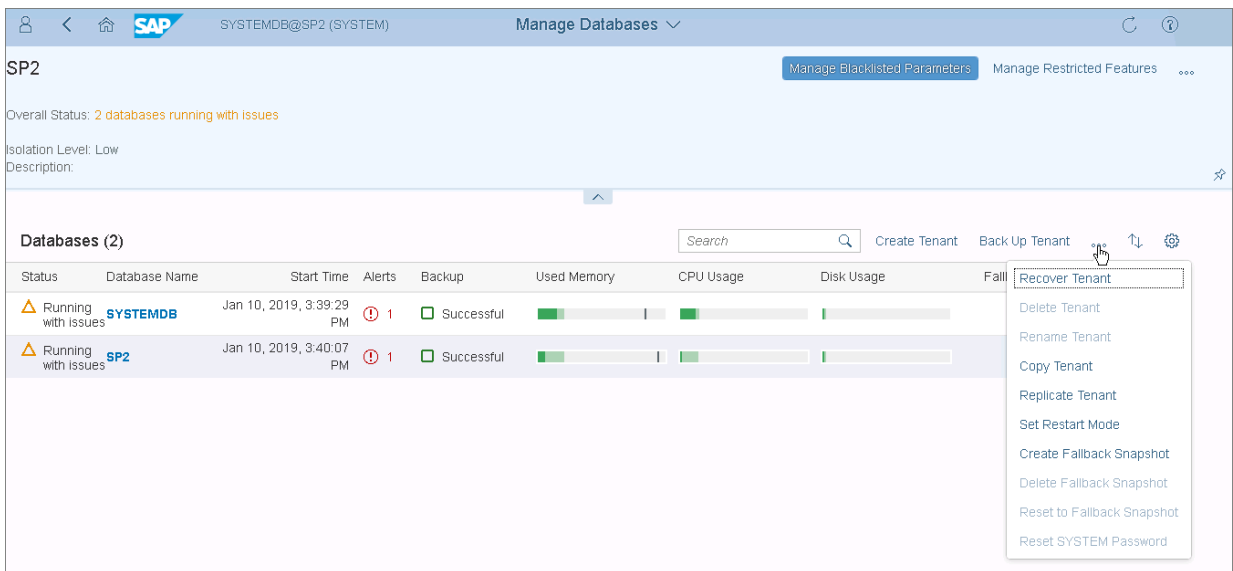 SAP SYSTEMDB@SP2 (SYSTEM) Manage Databases
SP2 Manage Blacklisted Parameters Manage Restricted Features
Overall Status: 2 databases running with issues
Isolation Level: Low
Description:
Databases (2) Search Create Tenant Back Up Tenant
Status Database Name Start Time Alerts Backup Used Memory CPU Usage Disk Usage Fall
Running with issues SYSTEMDB Jan 10, 2019, 3:39:29 PM 1 Successful
Running with issues SP2 Jan 10, 2019, 3:40:07 PM 1 Successful
Recover Tenant
Delete Tenant
Rename Tenant
Copy Tenant
Replicate Tenant
Set Restart Mode
Create Fallback Snapshot
Delete Fallback Snapshot
Reset to Fallback Snapshot
Reset SYSTEM Password